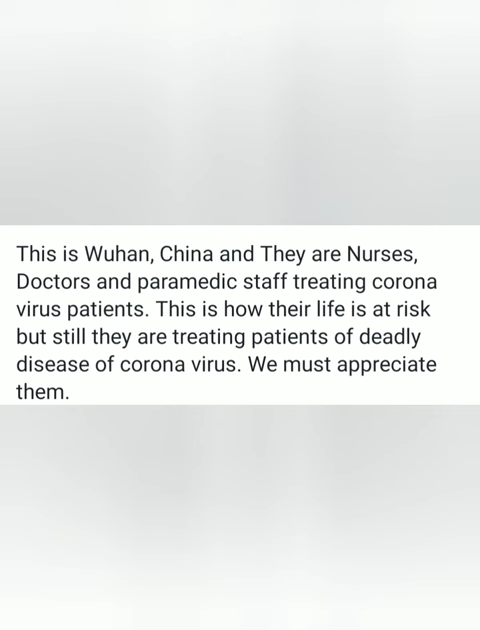 This is Wuhan, China and They are Nurses,
Doctors and paramedic staff treating corona
virus patients. This is how their life is at risk
but still they are treating patients of deadly
disease of corona virus. We must appreciate
them.